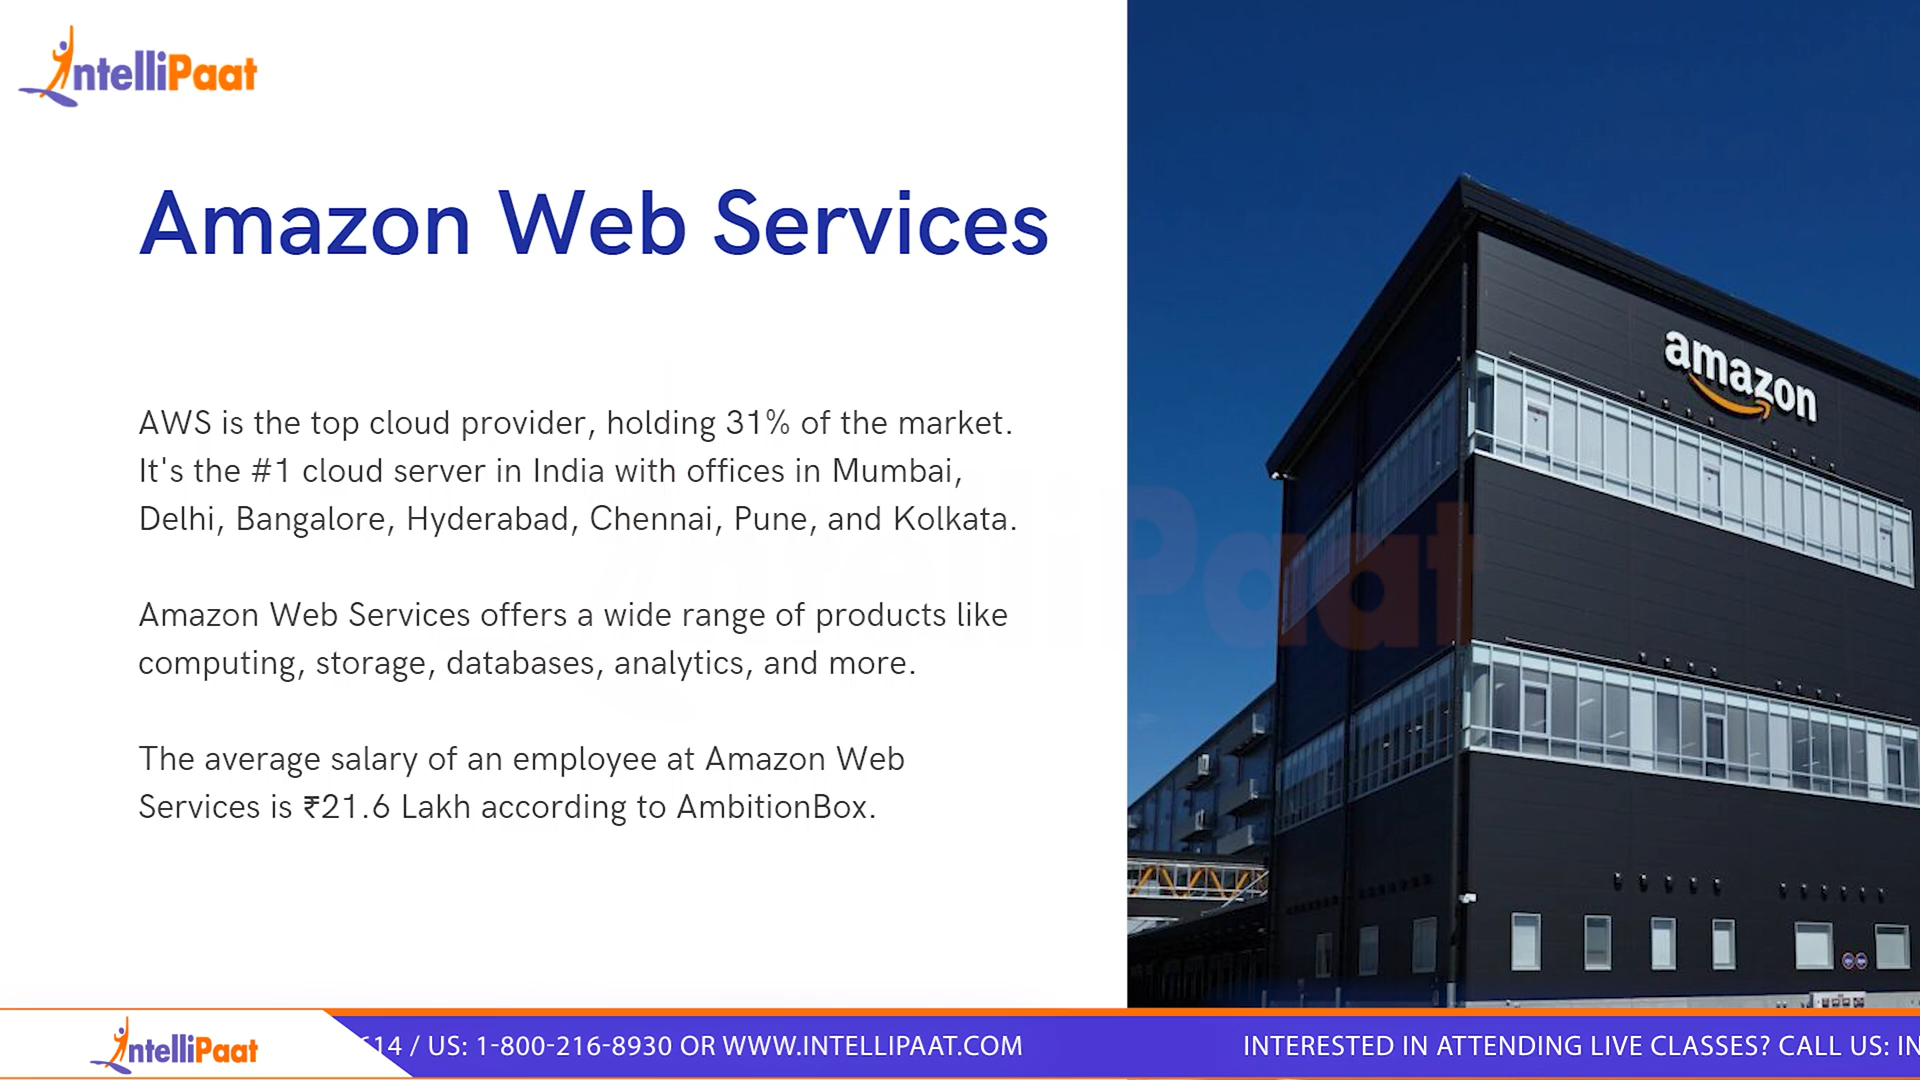 IntelliPaat
Amazon Web Services
AWS is the top cloud provider, holding 31% of the market.
It's the #1 cloud server in India with offices in Mumbai,
Delhi, Bangalore, Hyderabad, Chennai, Pune, and Kolkata.
Amazon Web Services offers a wide range of products like
computing, storage, databases, analytics, and more.
The average salary of an employee at Amazon Web
Services is ₹21.6 Lakh according to AmbitionBox.
amazon
IntelliPaat
IntelliPaat
614 / US: 1-800-216-8930 OR WWW.INTELLIPAAT.COM
INTERESTED IN ATTENDING LIVE CLASSES? CALL US: IN